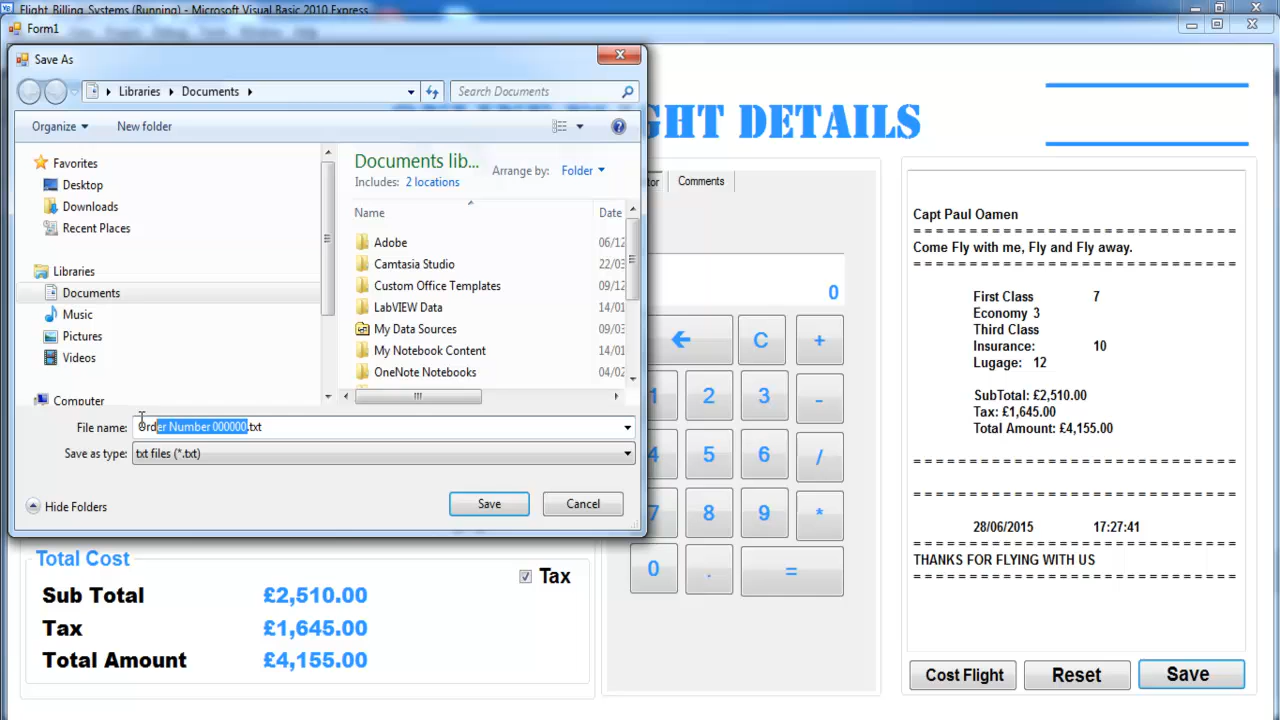 Flight_Billing_Systems (Running) - Microsoft Visual Basic 2010 Express
Form1
Save As
Libraries Documents
Search Documents
Organize New folder
Favorites
Desktop
Downloads
Recent Places
Libraries
Documents
Music
Pictures
Videos
Computer
Documents lib...
Includes: 2 locations
Arrange by: Folder
Name Date
Adobe 06/12
Camtasia Studio 22/03
Custom Office Templates 09/12
LabVIEW Data 14/01
My Data Sources 09/03
My Notebook Content 14/01
OneNote Notebooks 04/02
File name: Order Number 000000.txt
Save as type: txt files (*.txt)
Hide Folders
Save Cancel
GHT DETAILS
tor Comments
0
C +
1 2 3 -
4 5 6 /
7 8 9 *
0 . =
Capt Paul Oamen
= = = = = = = = = = = = = = = = = = = = = = = = = = = = =
Come Fly with me, Fly and Fly away.
= = = = = = = = = = = = = = = = = = = = = = = = = = = = =
First Class 7
Economy 3
Third Class
Insurance: 10
Lugage: 12
SubTotal: £2,510.00
Tax: £1,645.00
Total Amount: £4,155.00
= = = = = = = = = = = = = = = = = = = = = = = = = = = = =
= = = = = = = = = = = = = = = = = = = = = = = = = = = = =
28/06/2015 17:27:41
= = = = = = = = = = = = = = = = = = = = = = = = = = = = =
THANKS FOR FLYING WITH US
= = = = = = = = = = = = = = = = = = = = = = = = = = = = =
Total Cost
Tax
Sub Total £2,510.00
Tax £1,645.00
Total Amount £4,155.00
Cost Flight Reset Save